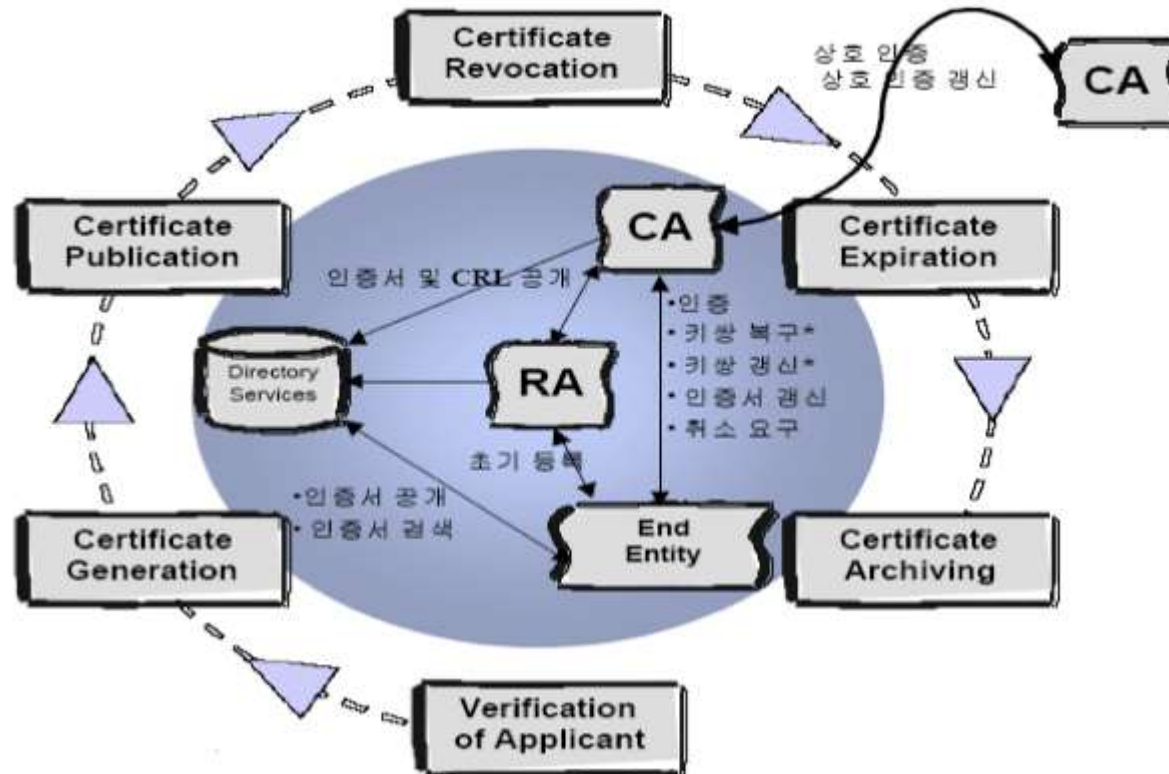 Certificate
Revocation
상호 인증
상호 인증 갱신
CA
Certificate
Publication
CA
Certificate
Expiration
인증서 및 CRL 공개
•인증
•키쌍 복구*
•키쌍 갱신*
•인증서 갱신
•취소 요구
Directory
Services
RA
초기 등록
•인증서 공개
•인증서 검색
End
Entity
Certificate
Generation
Certificate
Archiving
Verification
of Applicant